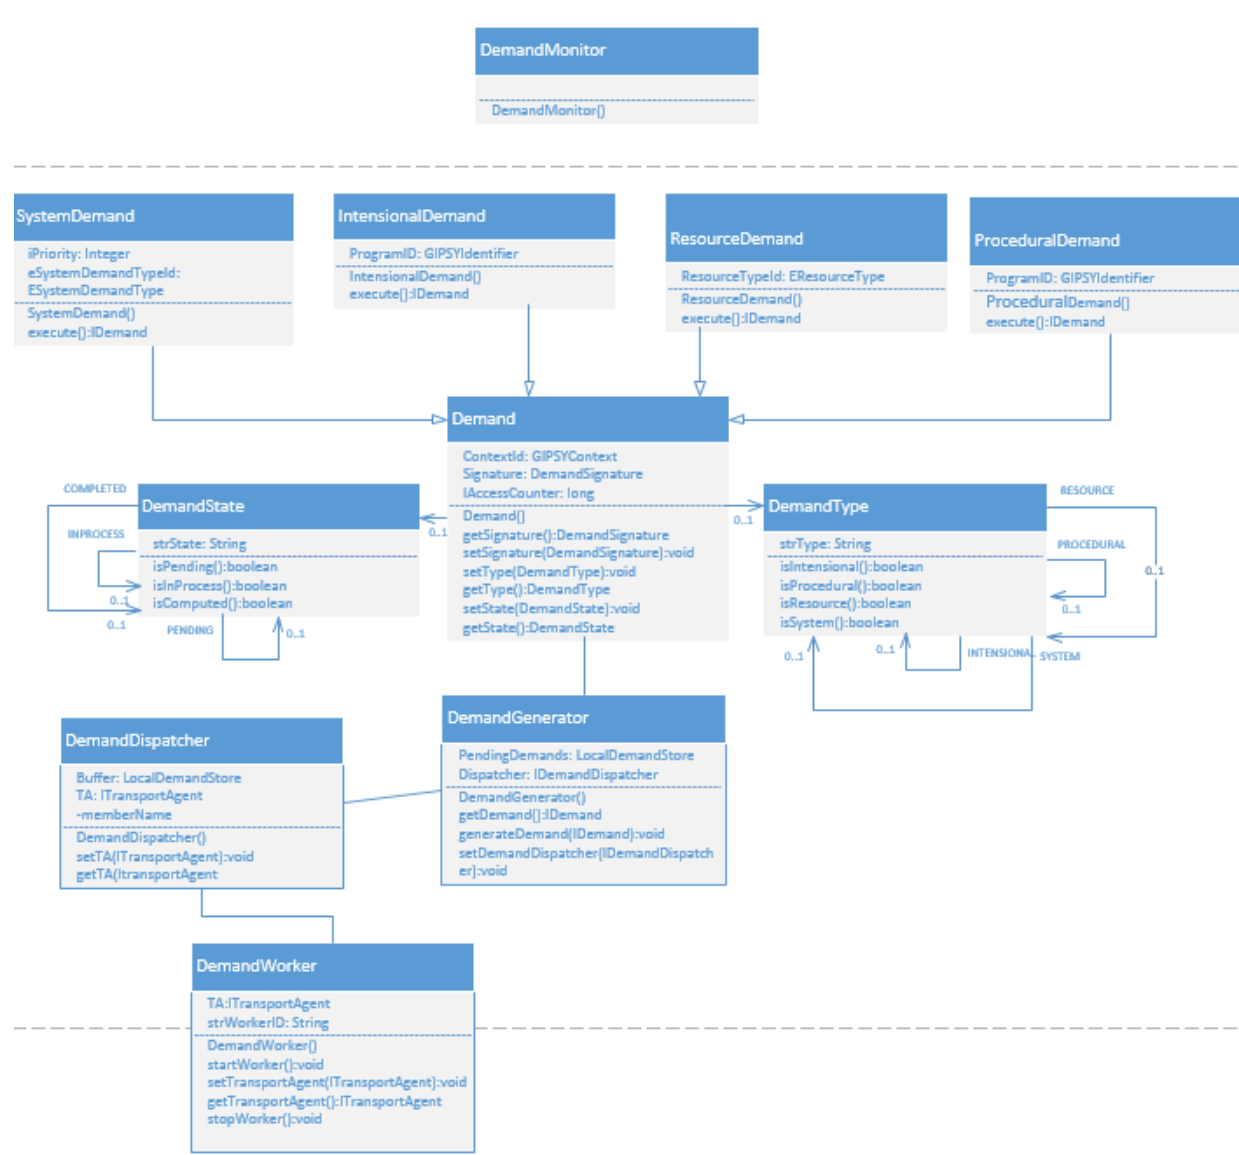 DemandMonitor
DemandMonitor()
SystemDemand
iPriority: Integer
eSystemDemandTypeId:
ESystemDemandType
SystemDemand()
execute():IDemand
IntensionalDemand
ProgramID: GIPSYIdentifier
IntensionalDemand()
execute():IDemand
ResourceDemand
ResourceTypeId: EResourceType
ResourceDemand()
execute():IDemand
ProceduralDemand
ProgramID: GIPSYIdentifier
ProceduralDemand()
execute():IDemand
Demand
ContextId: GIPSYContext
Signature: DemandSignature
lAccessCounter: long
Demand()
getSignature():DemandSignature
setSignature(DemandSignature):void
setType(DemandType):void
getType():DemandType
setState(DemandState):void
getState():DemandState
COMPLETED
DemandState
0..1
INPROCESS
strState: String
isPending():boolean
isInProcess():boolean
isComputed():boolean
0..1
0..1
PENDING
0..1
DemandType
0..1
strType: String
isIntensional():boolean
isProcedural():boolean
isResource():boolean
isSystem():boolean
RESOURCE
PROCEDURAL
0..1
0..1
0..1
0..1
INTENSIONA
SYSTEM
DemandDispatcher
Buffer: LocalDemandStore
TA: ITransportAgent
-memberName
DemandDispatcher()
setTA(ITransportAgent):void
getTA(ItransportAgent
DemandGenerator
PendingDemands: LocalDemandStore
Dispatcher: IDemandDispatcher
DemandGenerator()
getDemand():IDemand
generateDemand(IDemand):void
setDemandDispatcher(IDemandDispatch
er):void
DemandWorker
TA:ITransportAgent
strWorkerID: String
DemandWorker()
startWorker():void
setTransportAgent(ITransportAgent):void
getTransportAgent():ITransportAgent
stopWorker():void